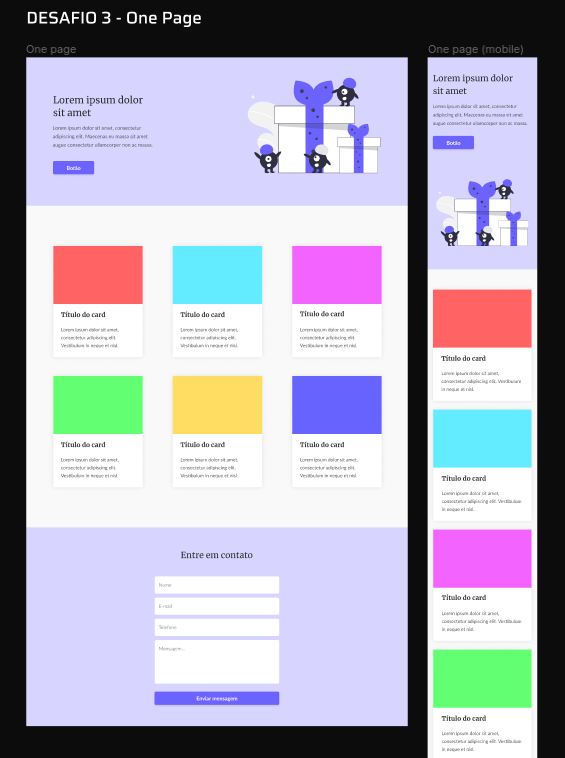 DESAFIO 3 - One Page
One page
Lorem ipsum dolor
sit amet
Lorem ipsum dolor sit amet, consectetur
adipiscing elit. Maecenas eu massa sit amet
augue consectetur ullamcorper non ac massa.
Botão
Título do card
Lorem ipsum dolor sit amet,
consectetur adipiscing elit.
Vestibulum in neque et nisl.
Título do card
Lorem ipsum dolor sit amet,
consectetur adipiscing elit.
Vestibulum in neque et nisl.
Título do card
Lorem ipsum dolor sit amet,
consectetur adipiscing elit.
Vestibulum in neque et nisl.
Título do card
Lorem ipsum dolor sit amet,
consectetur adipiscing elit.
Vestibulum in neque et nisl.
Título do card
Lorem ipsum dolor sit amet,
consectetur adipiscing elit.
Vestibulum in neque et nisl.
Título do card
Lorem ipsum dolor sit amet,
consectetur adipiscing elit.
Vestibulum in neque et nisl.
Entre em contato
Nome
E-mail
Telefone
Mensagem...
Enviar mensagem
One page (mobile)
Lorem ipsum dolor
sit amet
Lorem ipsum dolor sit amet, consectetur
adipiscing elit. Maecenas eu massa sit amet
augue consectetur ullamcorper non ac massa.
Botão
Título do card
Lorem ipsum dolor sit amet,
consectetur adipiscing elit. Vestibulum
in neque et nisl.
Título do card
Lorem ipsum dolor sit amet,
consectetur adipiscing elit. Vestibulum
in neque et nisl.
Título do card
Lorem ipsum dolor sit amet,
consectetur adipiscing elit. Vestibulum
in neque et nisl.
Título do card
Lorem ipsum dolor sit amet,
consectetur adipiscing elit. Vestibulum
in neque et nisl.